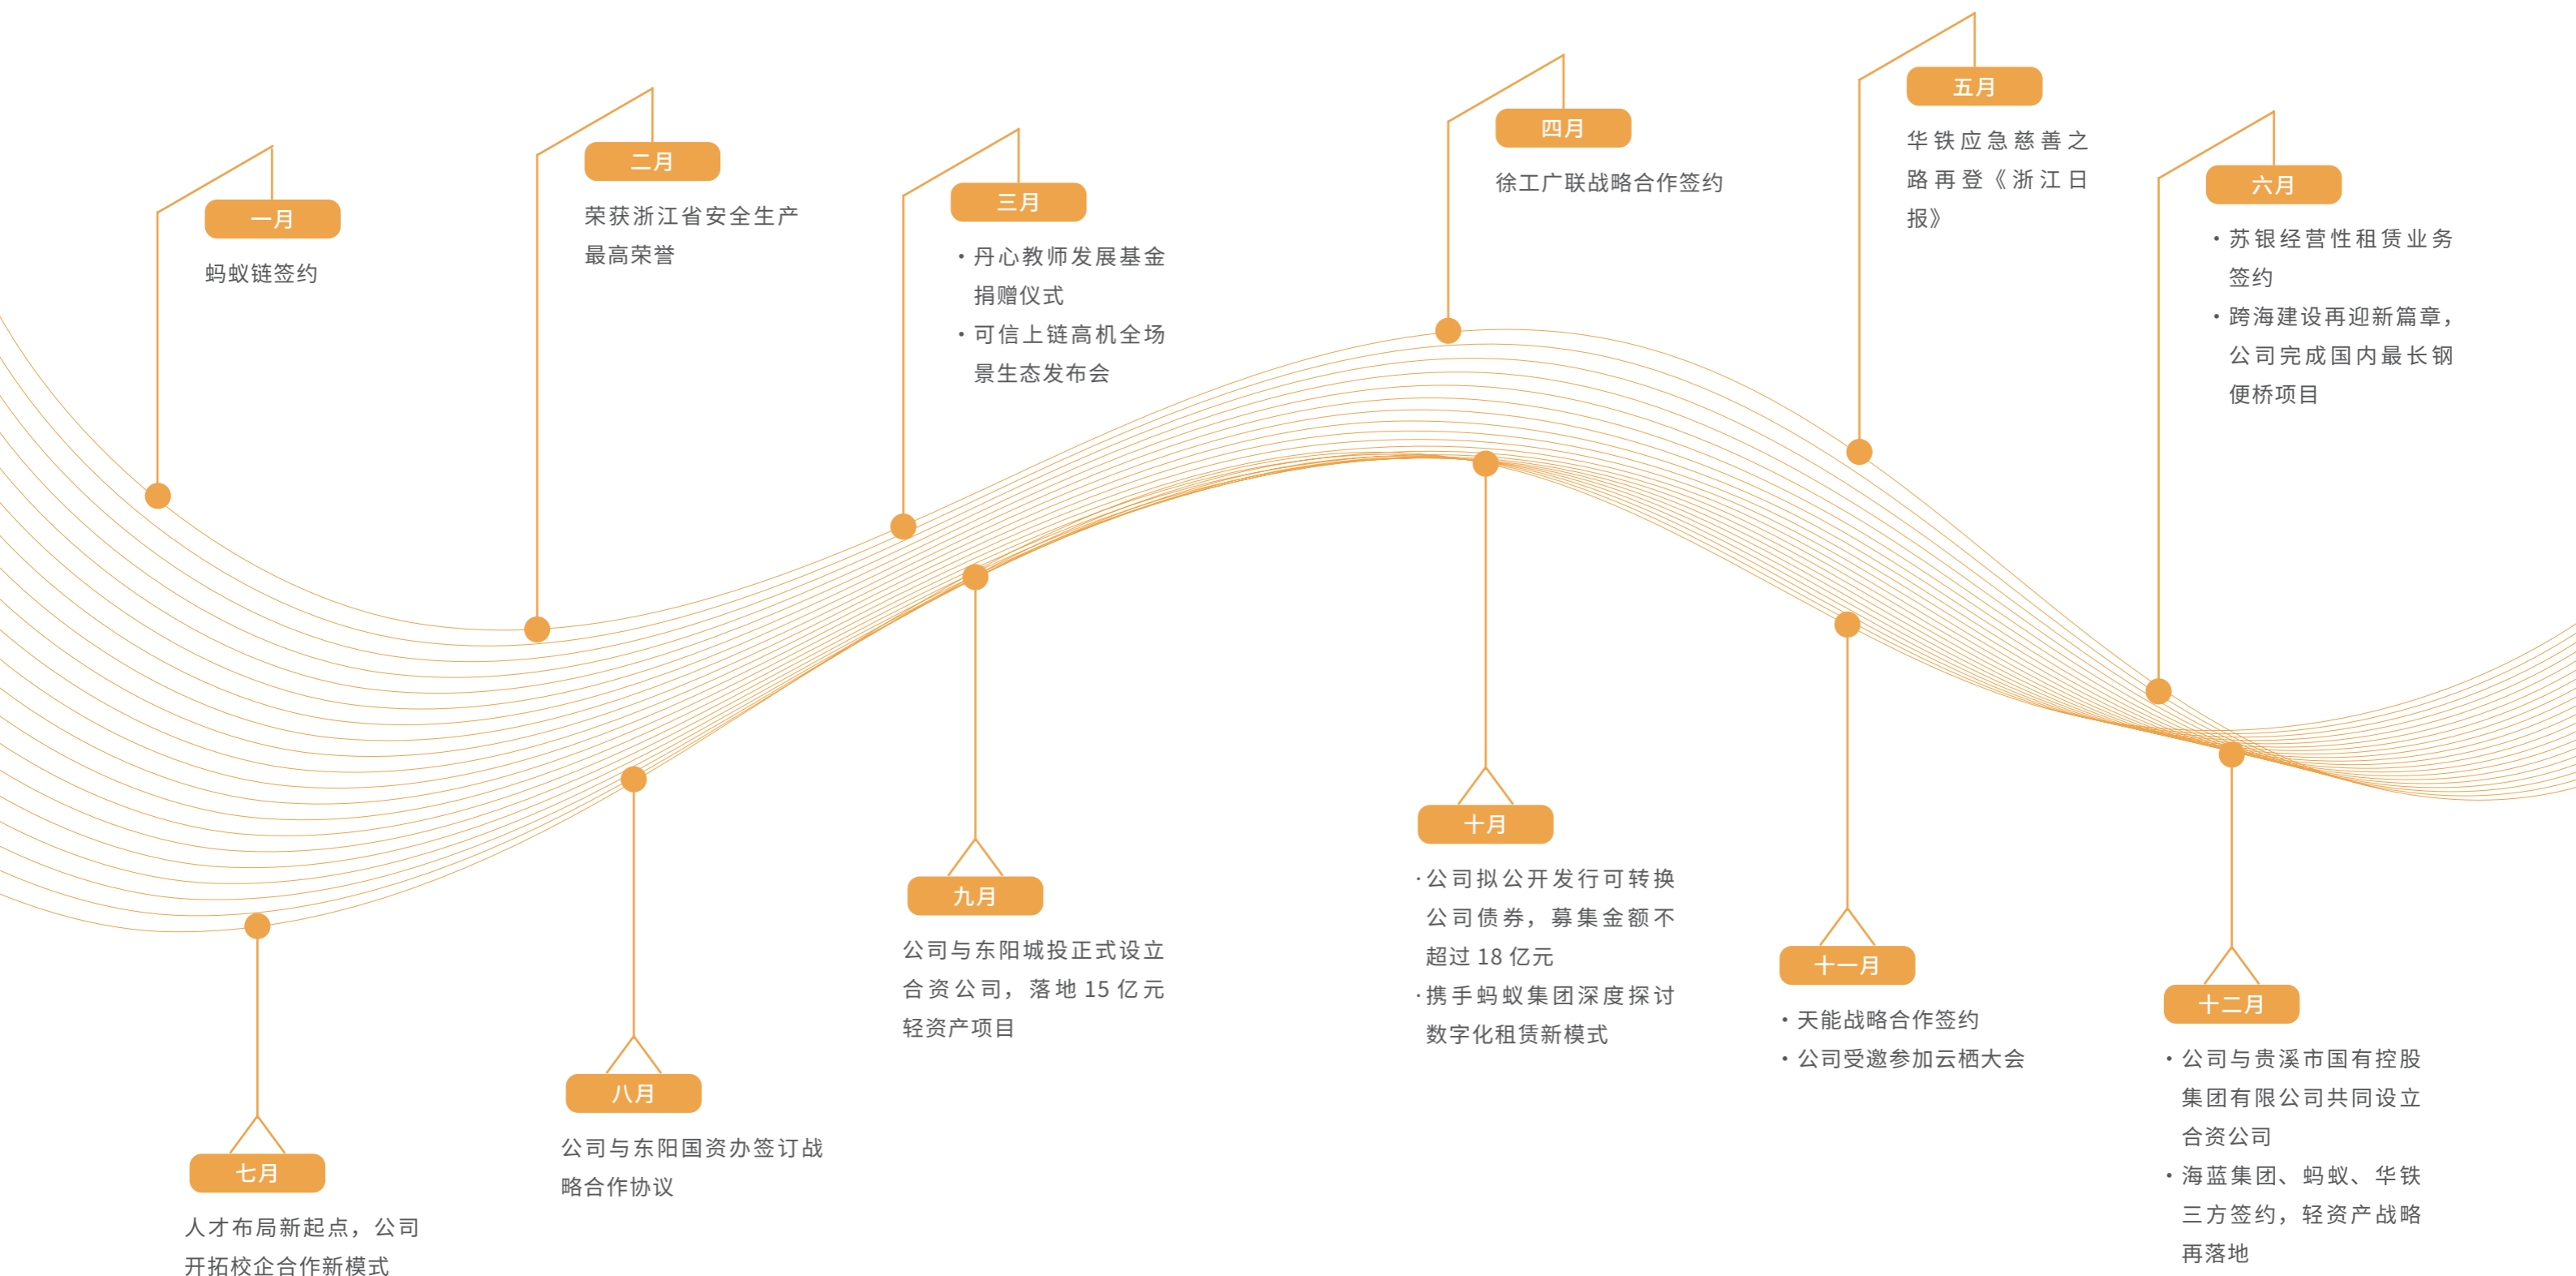 一月
蚂蚁链签约
二月
荣获浙江省安全生产
最高荣誉
三月
・丹心教师发展基金
捐赠仪式
・可信上链高机全场
景生态发布会
四月
徐工广联战略合作签约
五月
华铁应急慈善之
路再登《浙江日
报》
六月
・苏银经营性租赁业务
签约
・跨海建设再迎新篇章，
公司完成国内最长钢
便桥项目
七月
人才布局新起点，公司
开拓校企合作新模式
八月
公司与东阳国资办签订战
略合作协议
九月
公司与东阳城投正式设立
合资公司，落地 15 亿元
轻资产项目
十月
·公司拟公开发行可转换
公司债券，募集金额不
超过 18 亿元
·携手蚂蚁集团深度探讨
数字化租赁新模式
十一月
・天能战略合作签约
・公司受邀参加云栖大会
十二月
・公司与贵溪市国有控股
集团有限公司共同设立
合资公司
・海蓝集团、蚂蚁、华铁
三方签约，轻资产战略
再落地